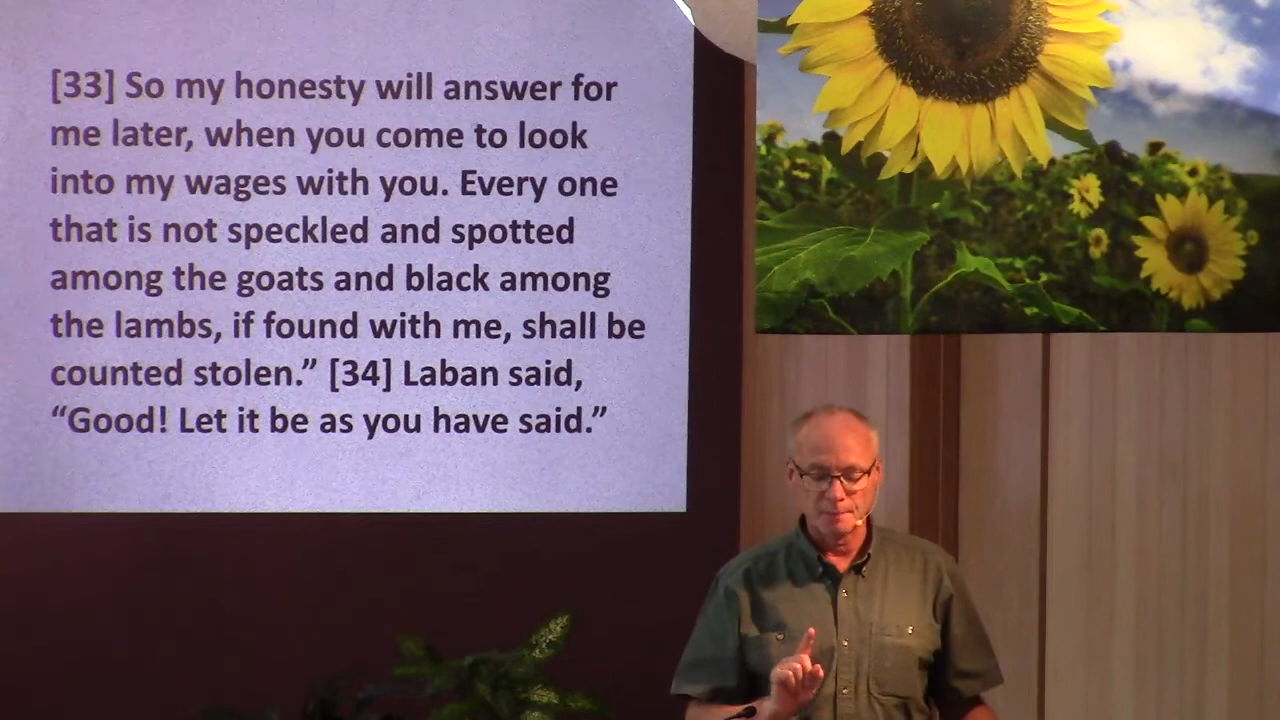 [33] So my honesty will answer for
me later, when you come to look
into my wages with you. Every one
that is not speckled and spotted
among the goats and black among
the lambs, if found with me, shall be
counted stolen.” [34] Laban said,
“Good! Let it be as you have said.”